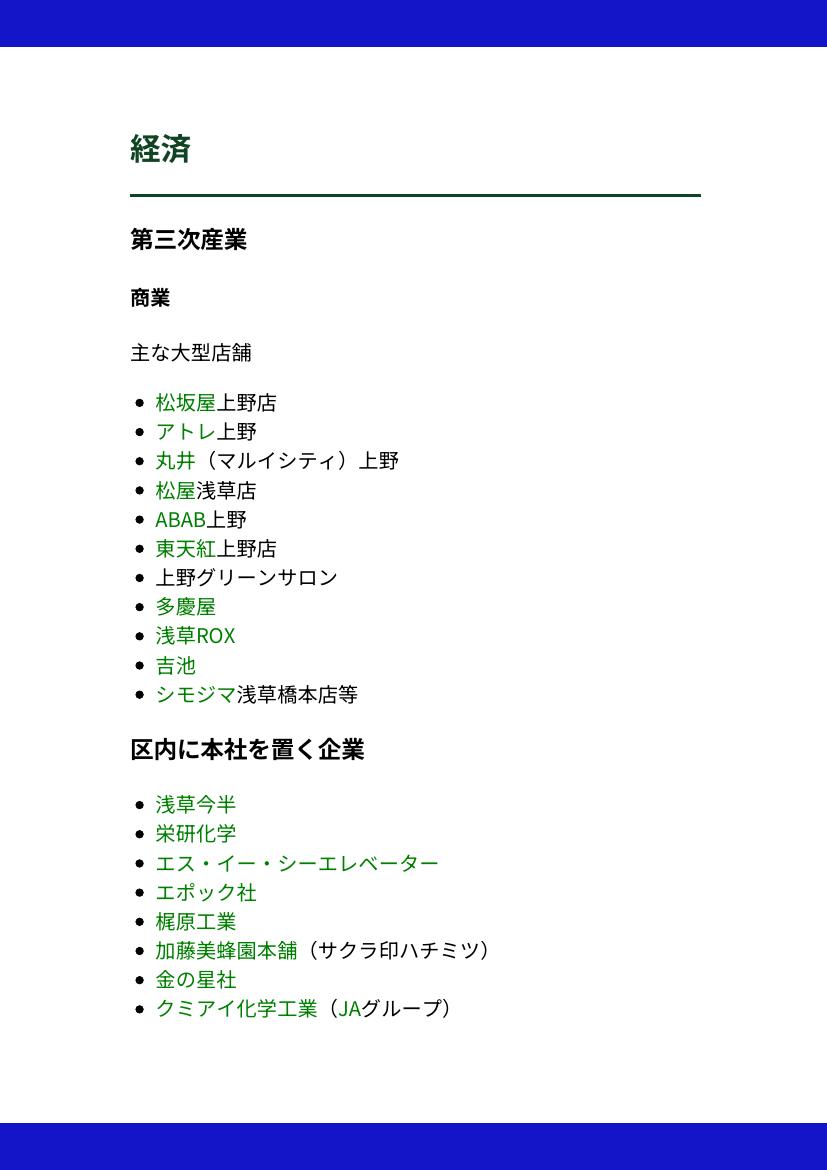 経済
第三次産業
商業
主な大型店舗
松坂屋上野店
アトレ上野
丸井（マルイシティ）上野
松屋浅草店
ABAB上野
東天紅上野店
上野グリーンサロン
多慶屋
浅草ROX
吉池
シモジマ浅草橋本店等
区内に本社を置く企業
浅草今半
栄研化学
エス・イー・シーエレベーター
エポック社
梶原工業
加藤美蜂園本舗（サクラ印ハチミツ）
金の星社
クミアイ化学工業（JAグループ）